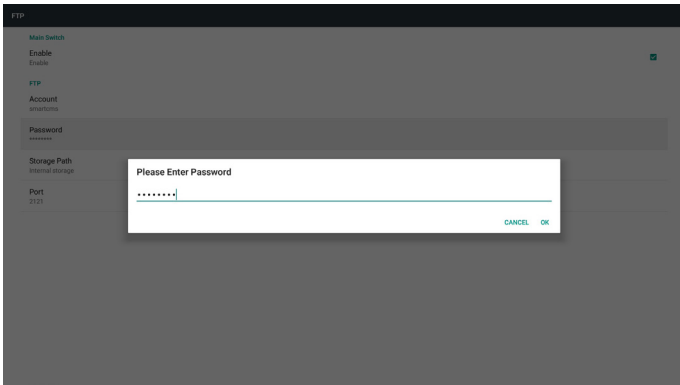 FTP
Main Switch
Enable
Enable
FTP
Account
smartcms
Password
********
Storage Path
Internal storage
Port
2121
Please Enter Password
••••••••
CANCEL OK